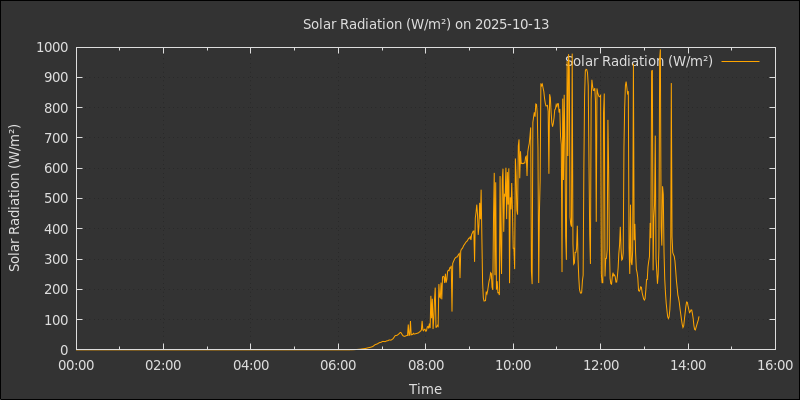 Solar Radiation (W/m²) on 2025-10-13
Solar Radiation (W/m²)
Solar Radiation (W/m²)
1000
900
800
700
600
500
400
300
200
100
0
00:00 02:00 04:00 06:00 08:00 10:00 12:00 14:00 16:00
Time